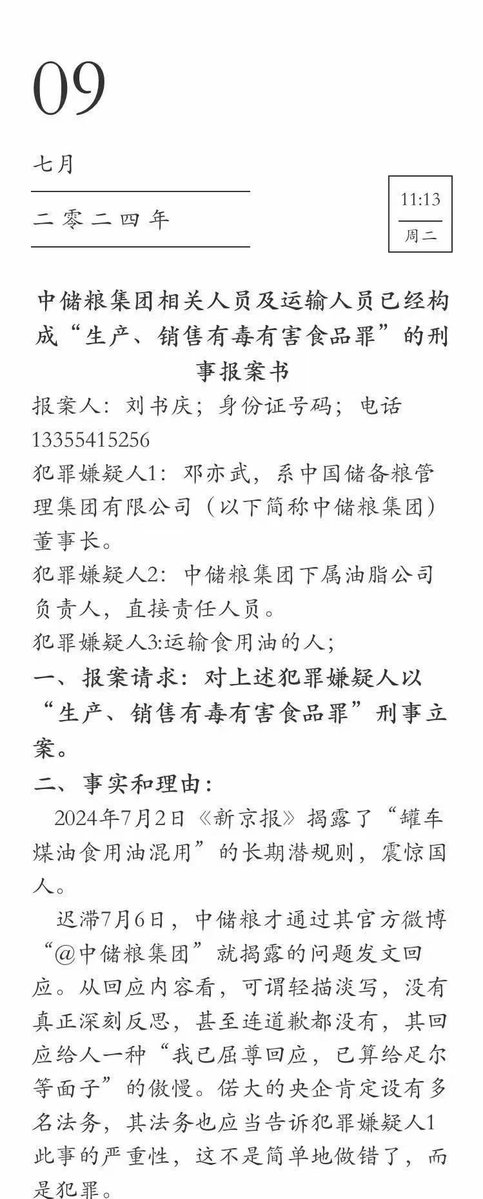 09
七月
二零二四年
11:13
周二
中储粮集团相关人员及运输人员已经构
成“生产、销售有毒有害食品罪”的刑
事报案书
报案人：刘书庆；身份证号码；电话
13355415256
犯罪嫌疑人1：邓亦武，系中国储备粮管
理集团有限公司（以下简称中储粮集团）
董事长。
犯罪嫌疑人2：中储粮集团下属油脂公司
负责人，直接责任人员。
犯罪嫌疑人3:运输食用油的人；
一、报案请求：对上述犯罪嫌疑人以
“生产、销售有毒有害食品罪”刑事立
案。
二、事实和理由：
2024年7月2日《新京报》揭露了“罐车
煤油食用油混用”的长期潜规则，震惊国
人。
迟滞7月6日，中储粮才通过其官方微博
“@中储粮集团”就揭露的问题发文回
应。从回应内容看，可谓轻描淡写，没有
真正深刻反思，甚至连道歉都没有，其回
应给人一种“我已屈尊回应，已算给足尔
等面子”的傲慢。偌大的央企肯定设有多
名法务，其法务也应当告诉犯罪嫌疑人1
此事的严重性，这不是简单地做错了，而
是犯罪。